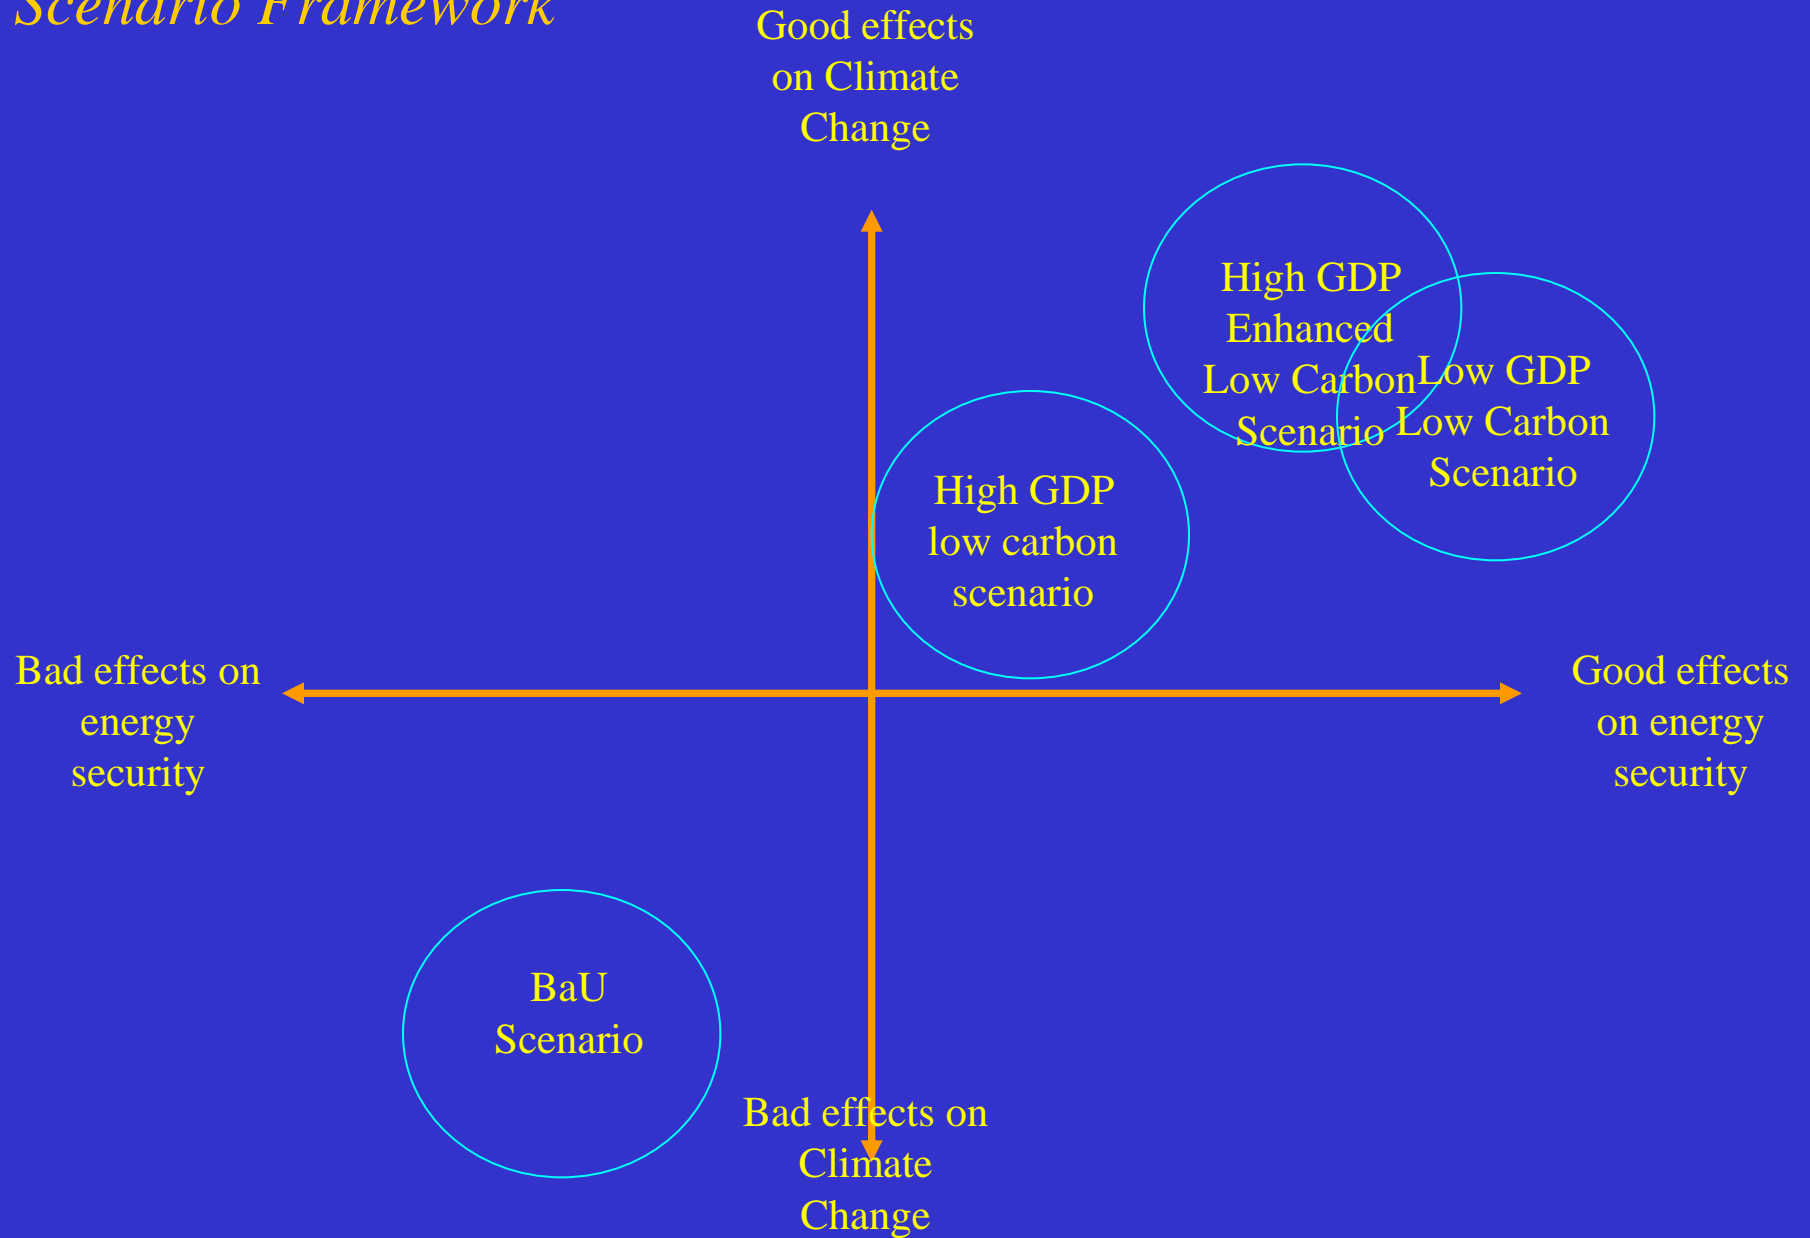 Scenario Framework
Good effects
on Climate
Change
High GDP
Enhanced
Low Carbon
Scenario
Low GDP
Low Carbon
Scenario
High GDP
low carbon
scenario
Bad effects on
energy
security
Good effects
on energy
security
BaU
Scenario
Bad effects on
Climate
Change